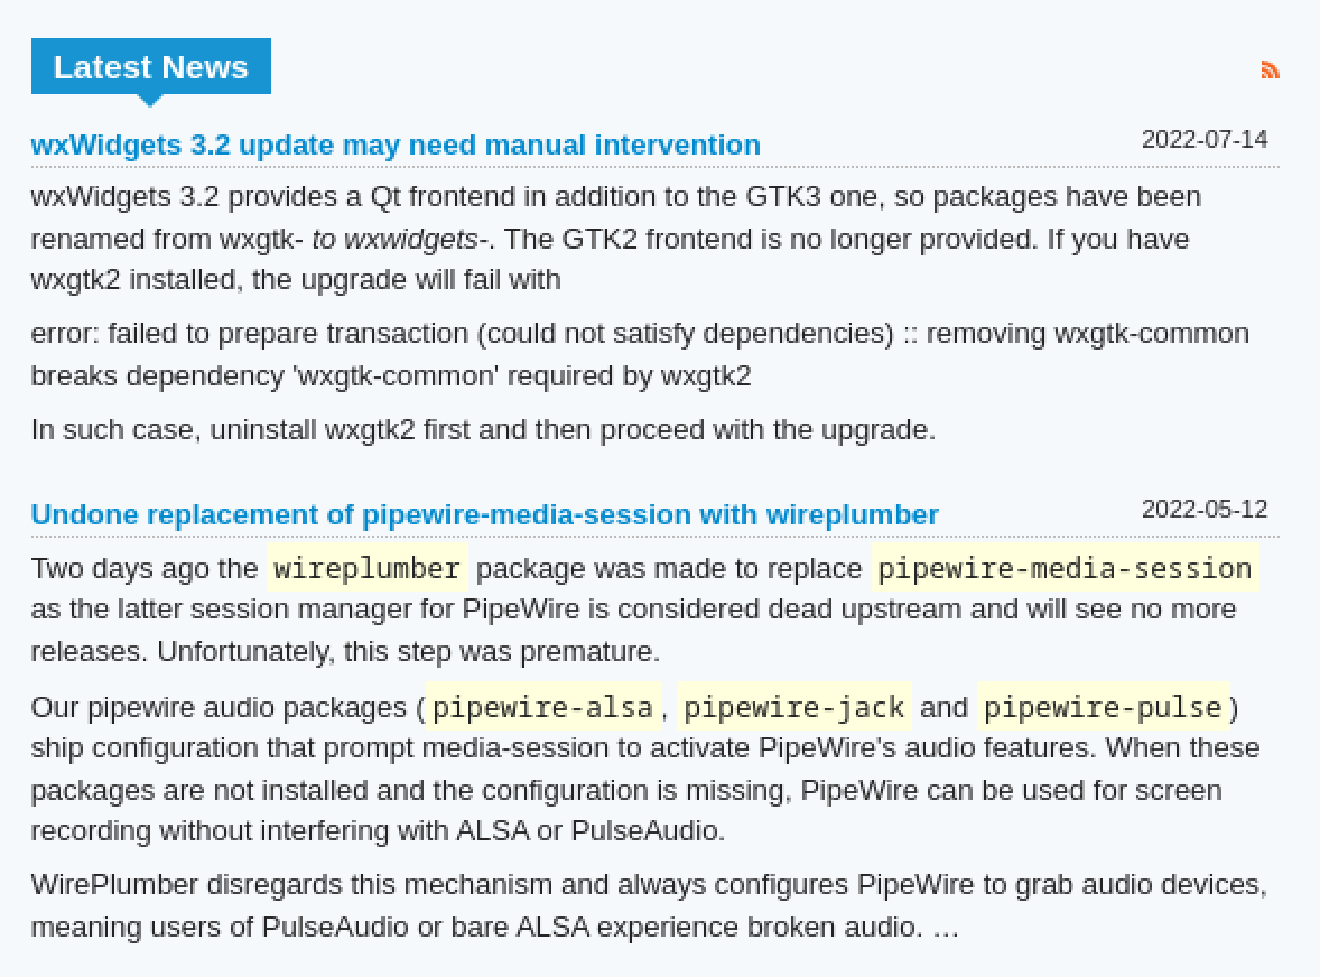 Latest News
wxWidgets 3.2 update may need manual intervention
2022-07-14
wxWidgets 3.2 provides a Qt frontend in addition to the GTK3 one, so packages have been
renamed from wxgtk- to wxwidgets-. The GTK2 frontend is no longer provided. If you have
wxgtk2 installed, the upgrade will fail with
error: failed to prepare transaction (could not satisfy dependencies) :: removing wxgtk-common
breaks dependency 'wxgtk-common' required by wxgtk2
In such case, uninstall wxgtk2 first and then proceed with the upgrade.
Undone replacement of pipewire-media-session with wireplumber
2022-05-12
Two days ago the wireplumber package was made to replace pipewire-media-session
as the latter session manager for PipeWire is considered dead upstream and will see no more
releases. Unfortunately, this step was premature.
Our pipewire audio packages (pipewire-alsa, pipewire-jack and pipewire-pulse)
ship configuration that prompt media-session to activate PipeWire's audio features. When these
packages are not installed and the configuration is missing, PipeWire can be used for screen
recording without interfering with ALSA or PulseAudio.
WirePlumber disregards this mechanism and always configures PipeWire to grab audio devices,
meaning users of PulseAudio or bare ALSA experience broken audio. …